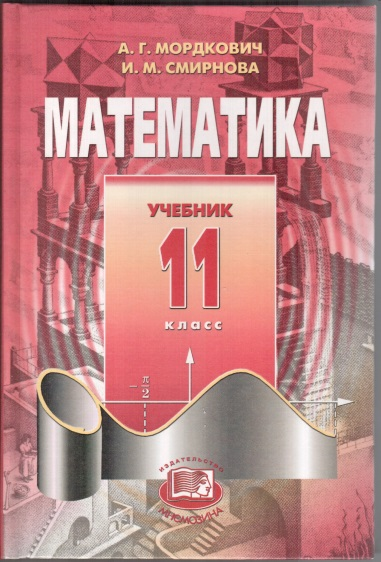 А. Г. МОРДКОВИЧ
И. М. СМИРНОВА
МАТЕМАТИКА
УЧЕБНИК
11
класс
−π/2
ИЗДАТЕЛЬСТВО
МНЕМОЗИНА